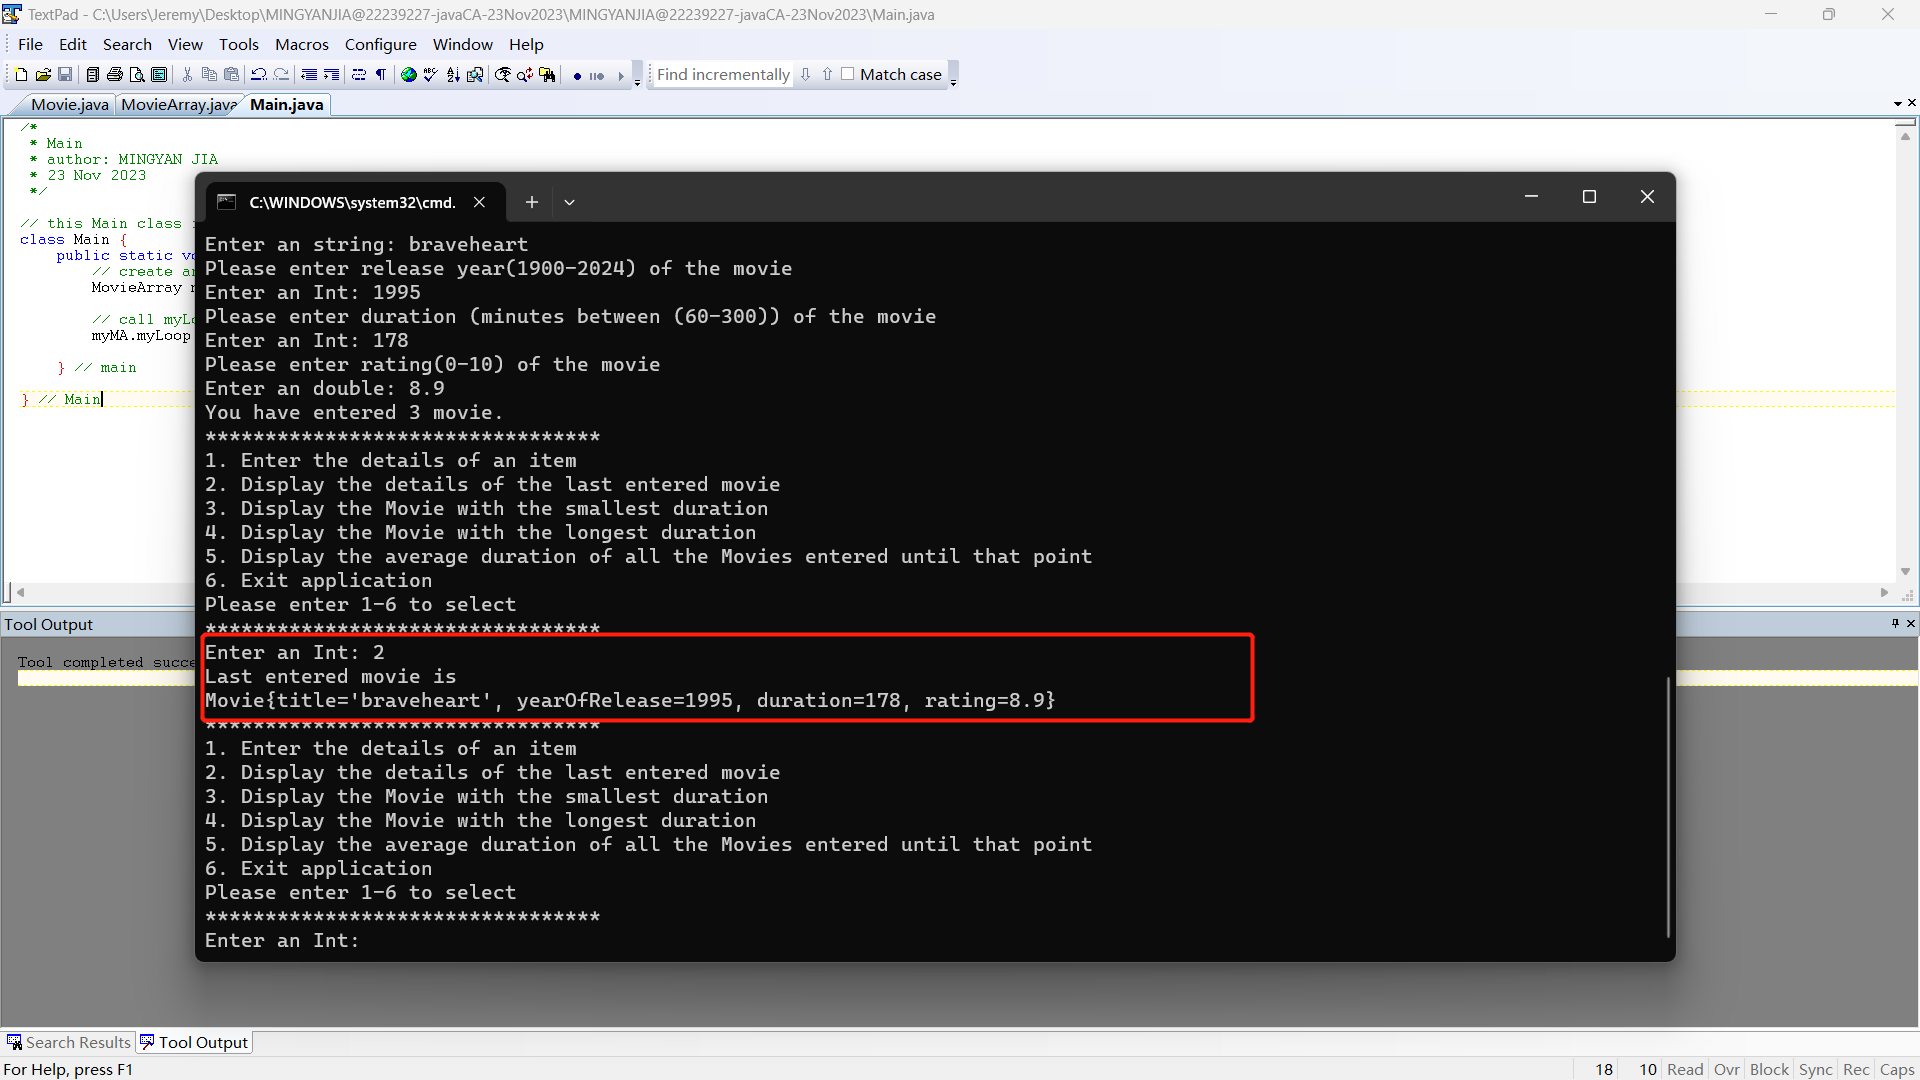 TextPad - C:\Users\Jeremy\Desktop\MINGYANJIA@22239227-javaCA-23Nov2023\MINGYANJIA@22239227-javaCA-23Nov2023\Main.java
File Edit Search View Tools Macros Configure Window Help
Find incrementally Match case
Movie.java MovieArray.java Main.java
/*
* Main
* author: MINGYAN JIA
* 23 Nov 2023
*/
// this Main class
class Main {
public static
// create
MovieArray
// call
myMA.myLoop
} // main
} // Main
C:\WINDOWS\system32\cmd.
Enter an string: braveheart
Please enter release year(1900-2024) of the movie
Enter an Int: 1995
Please enter duration (minutes between (60-300)) of the movie
Enter an Int: 178
Please enter rating(0-10) of the movie
Enter an double: 8.9
You have entered 3 movie.
*********************************
1. Enter the details of an item
2. Display the details of the last entered movie
3. Display the Movie with the smallest duration
4. Display the Movie with the longest duration
5. Display the average duration of all the Movies entered until that point
6. Exit application
Please enter 1-6 to select
*********************************
Enter an Int: 2
Last entered movie is
Movie{title='braveheart', yearOfRelease=1995, duration=178, rating=8.9}
*********************************
1. Enter the details of an item
2. Display the details of the last entered movie
3. Display the Movie with the smallest duration
4. Display the Movie with the longest duration
5. Display the average duration of all the Movies entered until that point
6. Exit application
Please enter 1-6 to select
*********************************
Enter an Int:
Tool Output
Tool completed
Search Results Tool Output
For Help, press F1
18 10 Read Ovr Block Sync Rec Caps